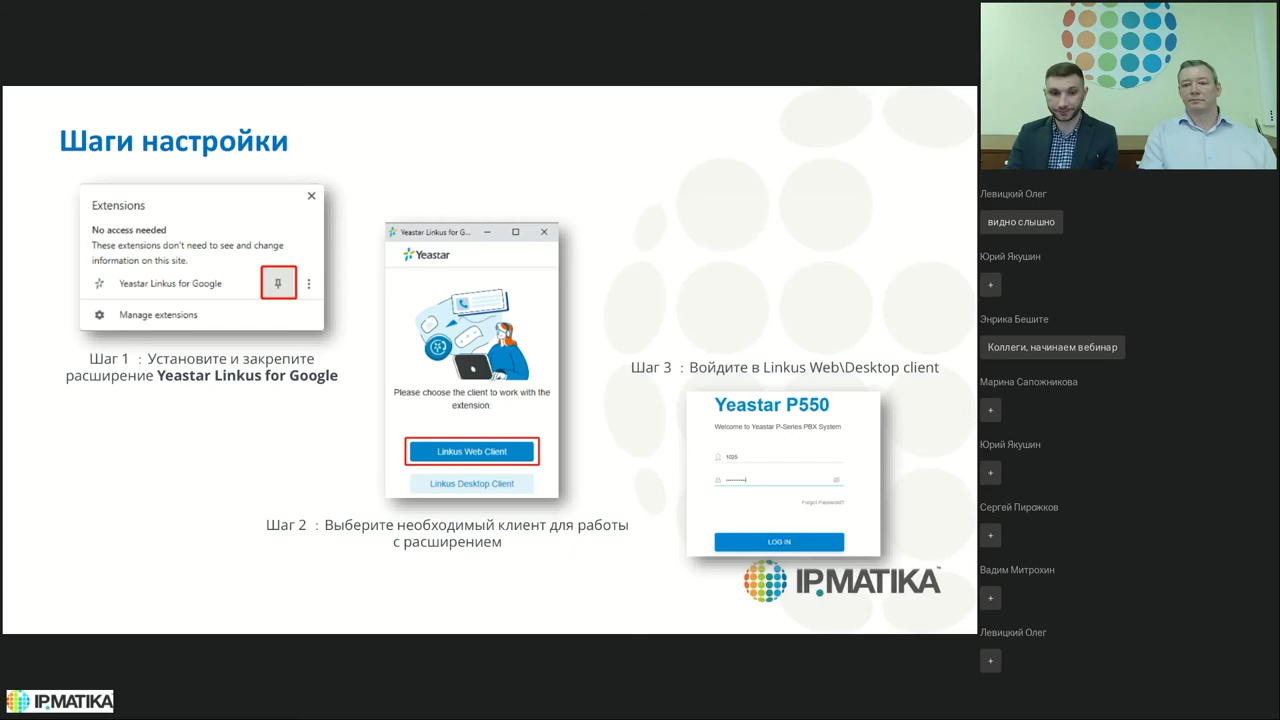 Шаги настройки
Extensions
No access needed
These extensions don't need to see and change
information on this site.
Yeastar Linkus for Google
Manage extensions
Шаг 1 : Установите и закрепите
расширение Yeastar Linkus for Google
Yeastar Linkus for G...
Yeastar
Please choose the client to work with the
extension:
Linkus Web Client
Linkus Desktop Client
Шаг 2 : Выберите необходимый клиент для работы
с расширением
Шаг 3 : Войдите в Linkus Web\Desktop client
Yeastar P550
Welcome to Yeastar P-Series PBX System
1025
Forgot Password?
LOG IN
IP.MATIKA™
IP.MATIKA
Левицкий Олег
видно слышно
Юрий Якушин
+
Энрика Бешите
Коллеги, начинаем вебинар
Марина Сапожникова
+
Юрий Якушин
+
Сергей Пирожков
+
Вадим Митрохин
+
Левицкий Олег
+